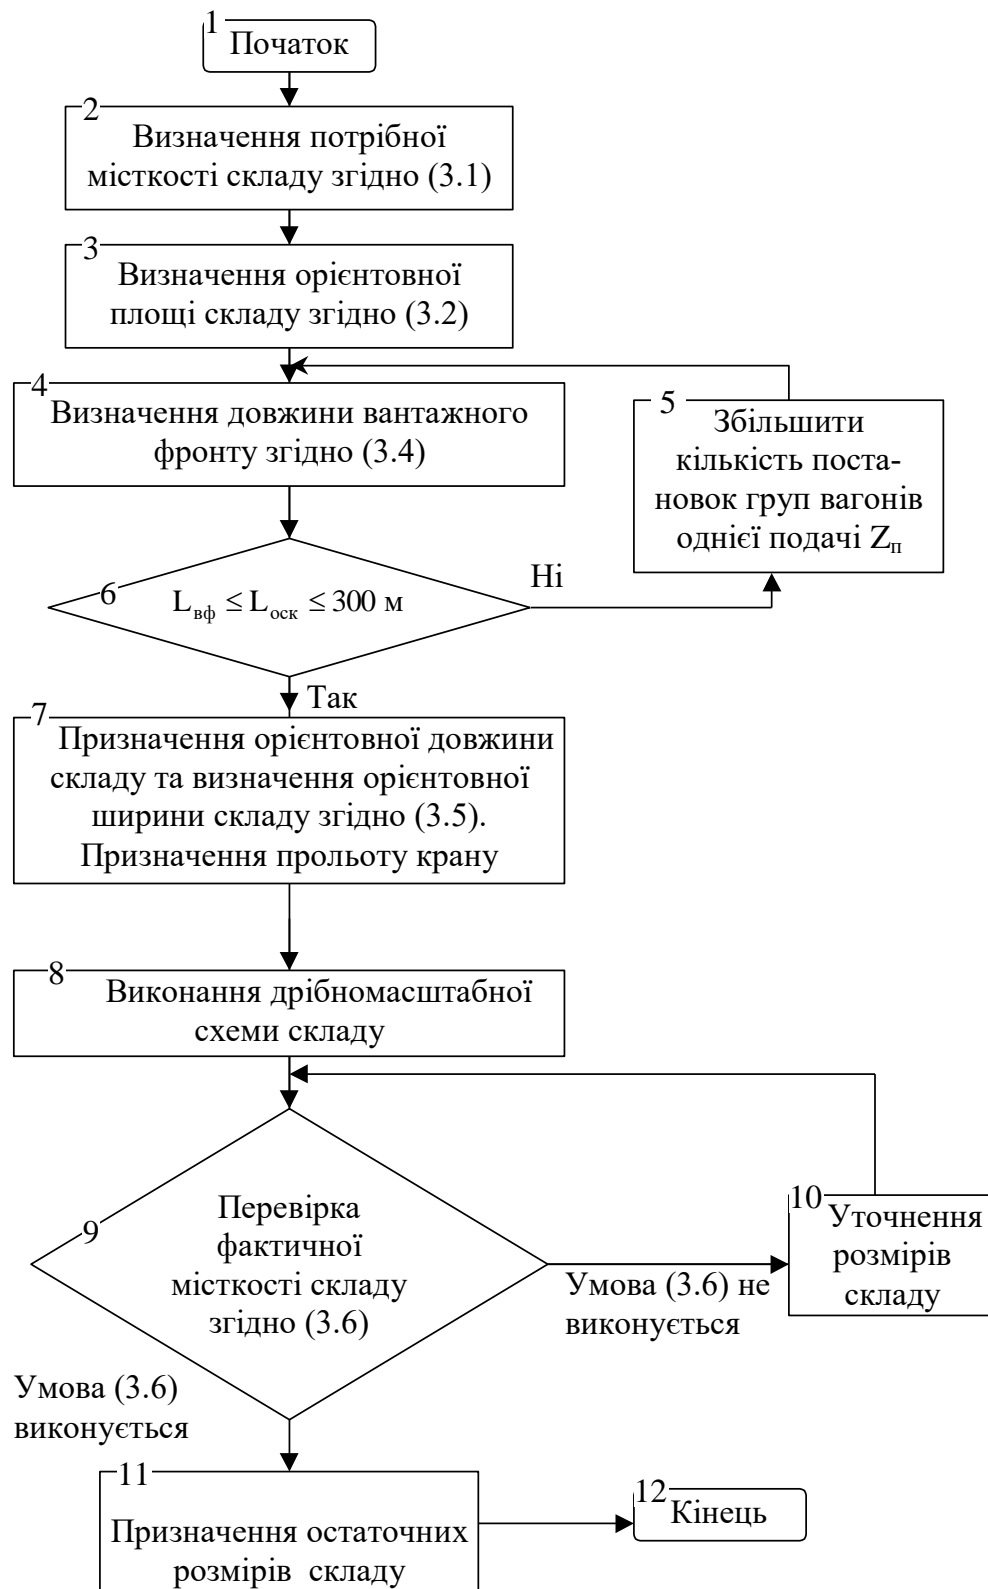 1
Початок
2
Визначення потрібної
місткості складу згідно (3.1)
3
Визначення орієнтовної
площі складу згідно (3.2)
4
Визначення довжини вантажного
фронту згідно (3.4)
5
Збільшити
кількість поста-
новок груп вагонів
однієї подачі Zп
6
Lвф ≤ Lоск ≤ 300 м
Ні
Так
7
Призначення орієнтовної довжини
складу та визначення орієнтовної
ширини складу згідно (3.5).
Призначення прольоту крану
8
Виконання дрібномасштабної
схеми складу
9
Перевірка
фактичної
місткості складу
згідно (3.6)
Умова (3.6) не
виконується
10
Уточнення
розмірів
складу
Умова (3.6)
виконується
11
Призначення остаточних
розмірів складу
12
Кінець